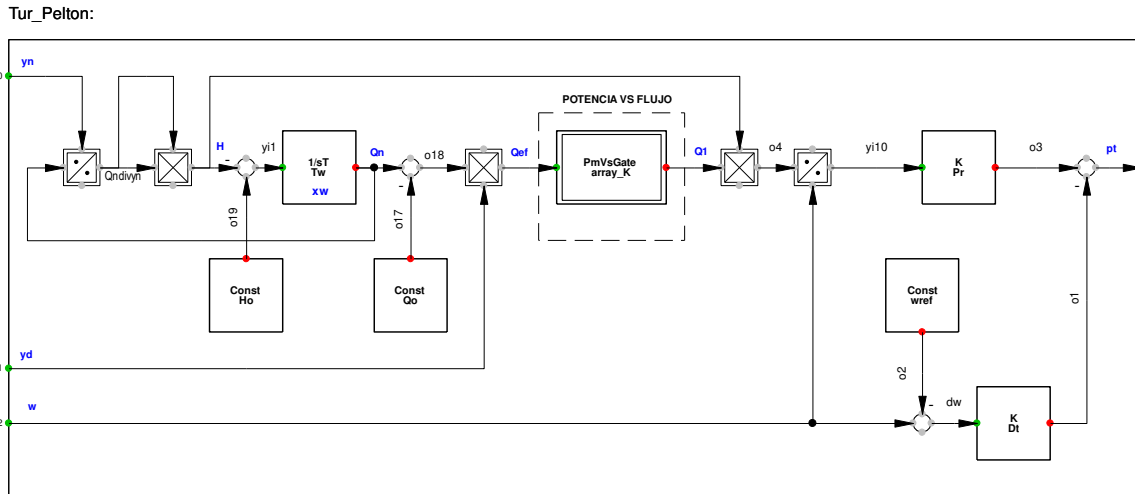 Tur_Pelton:
yn
POTENCIA VS FLUJO
H
-
yi1
1/sT
Tw
xw
Qn
o18
-
Qef
PmVsGate
array_K
Q1
o4
yi10
K
Pr
o3
pt
-
Qndivyn
o19
o17
Const
Ho
Const
Qo
Const
wref
o1
yd
o2
w
-
dw
K
Dt